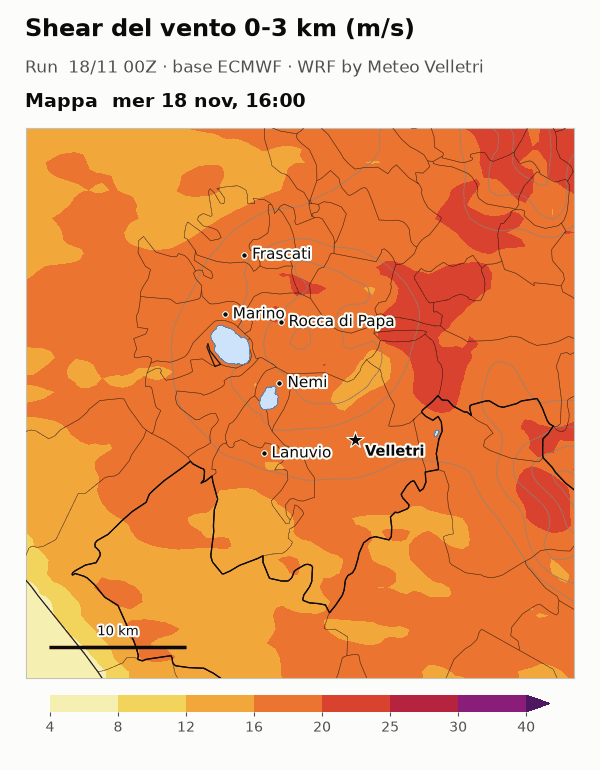 Shear del vento 0-3 km (m/s)
Run  18/11 00Z · base ECMWF · WRF by Meteo Velletri
Mappa  mer 18 nov, 16:00
Frascati
Marino
Rocca di Papa
Nemi
Velletri
Lanuvio
10 km
4 8 12 16 20 25 30 40